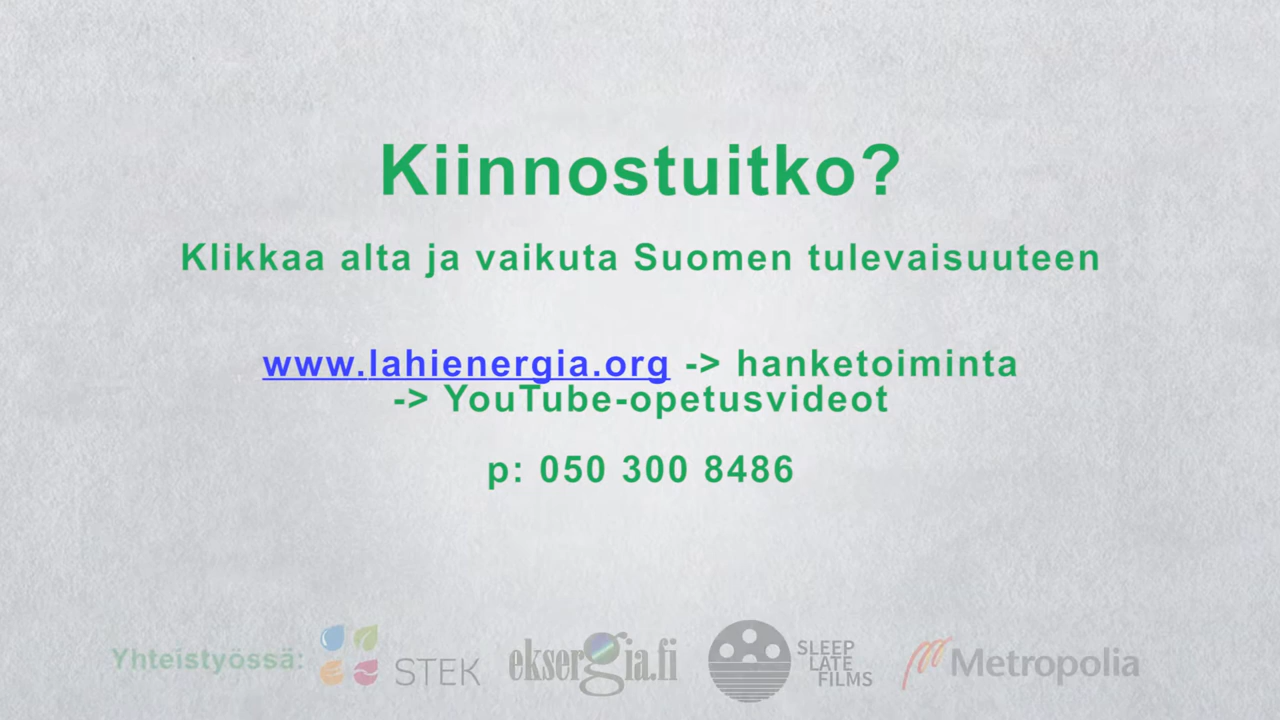 Kiinnostuitko?
Klikkaa alta ja vaikuta Suomen tulevaisuuteen
www.lahienergia.org -> hanketoiminta
-> YouTube-opetusvideot
p: 050 300 8486
Yhteistyössä: STEK eksergia.fi SLEEP LATE FILMS Metropolia